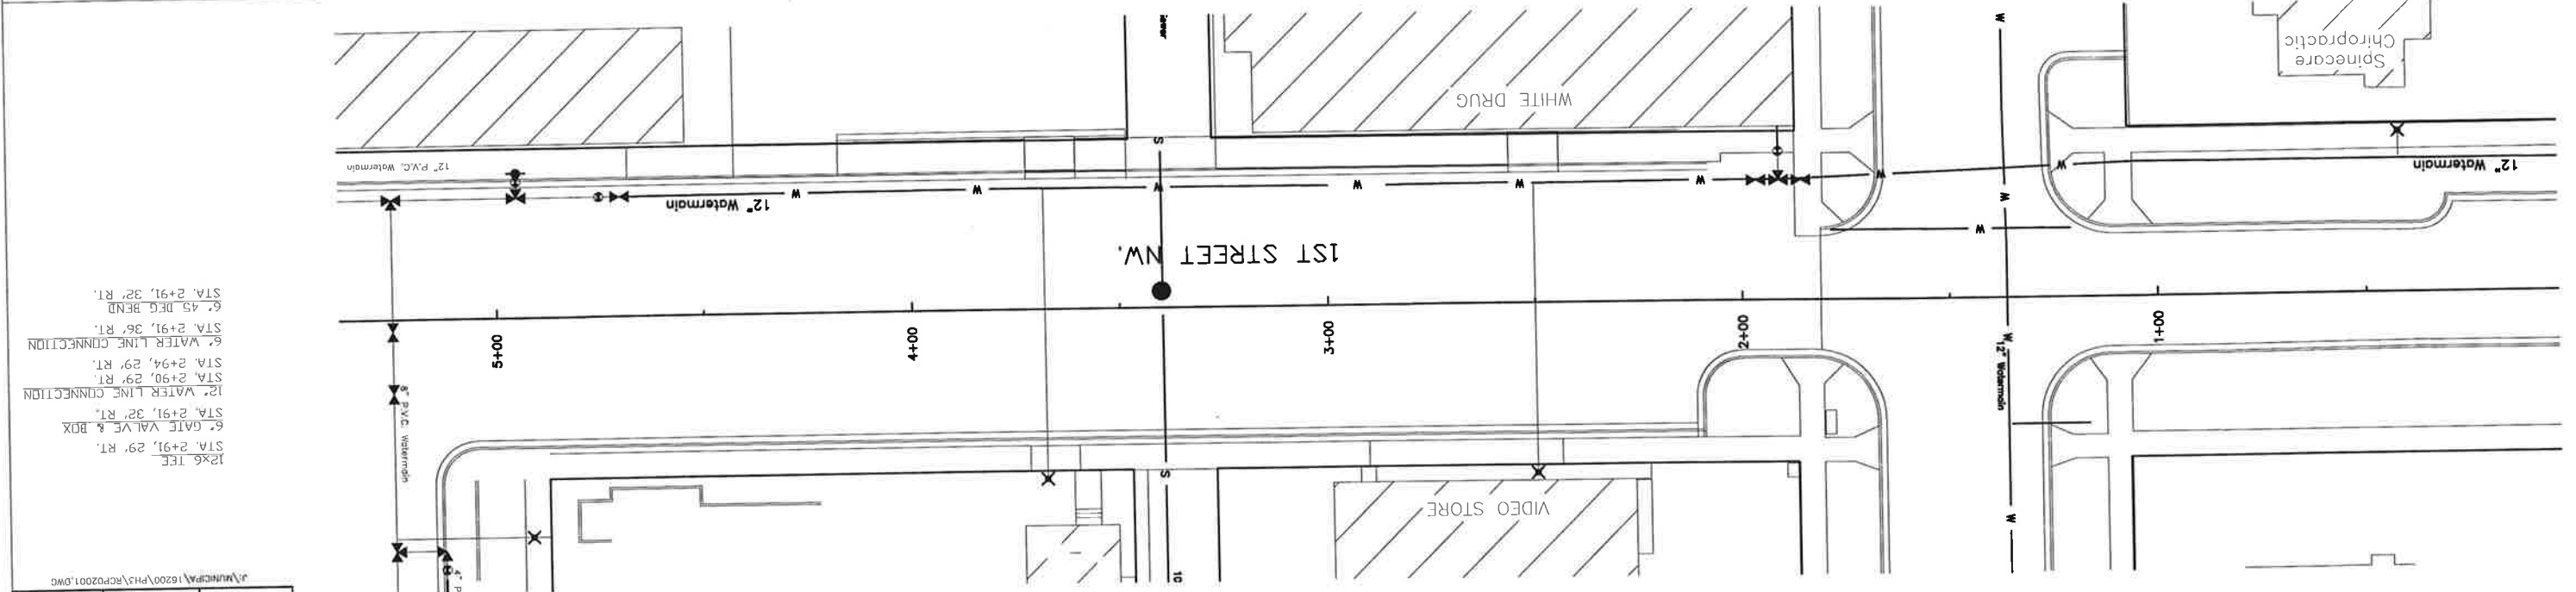 12x6 TEE
STA. 2+91, 29' RT.
6" GATE VALVE & BOX
STA. 2+91, 32' RT.
12" WATER LINE CONNECTION
STA. 2+90, 29' RT.
STA. 2+94, 29' RT.
6" WATER LINE CONNECTION
STA. 2+91, 36' RT.
6" 45 DEG BEND
STA. 2+91, 32' RT.
J:/MUNICIPA/16200/PH3/RCP02001.DWG
VIDEO STORE
8" P.V.C. Watermain
S
W
12" Watermain
W
1+00
2+00
3+00
4+00
5+00
1ST STREET NW.
W
12" Watermain
W
W
W
W
W
W
W
W
12" Watermain
12" P.V.C. Watermain
W
S
WHITE DRUG
Spinecare
Chiropractic
W